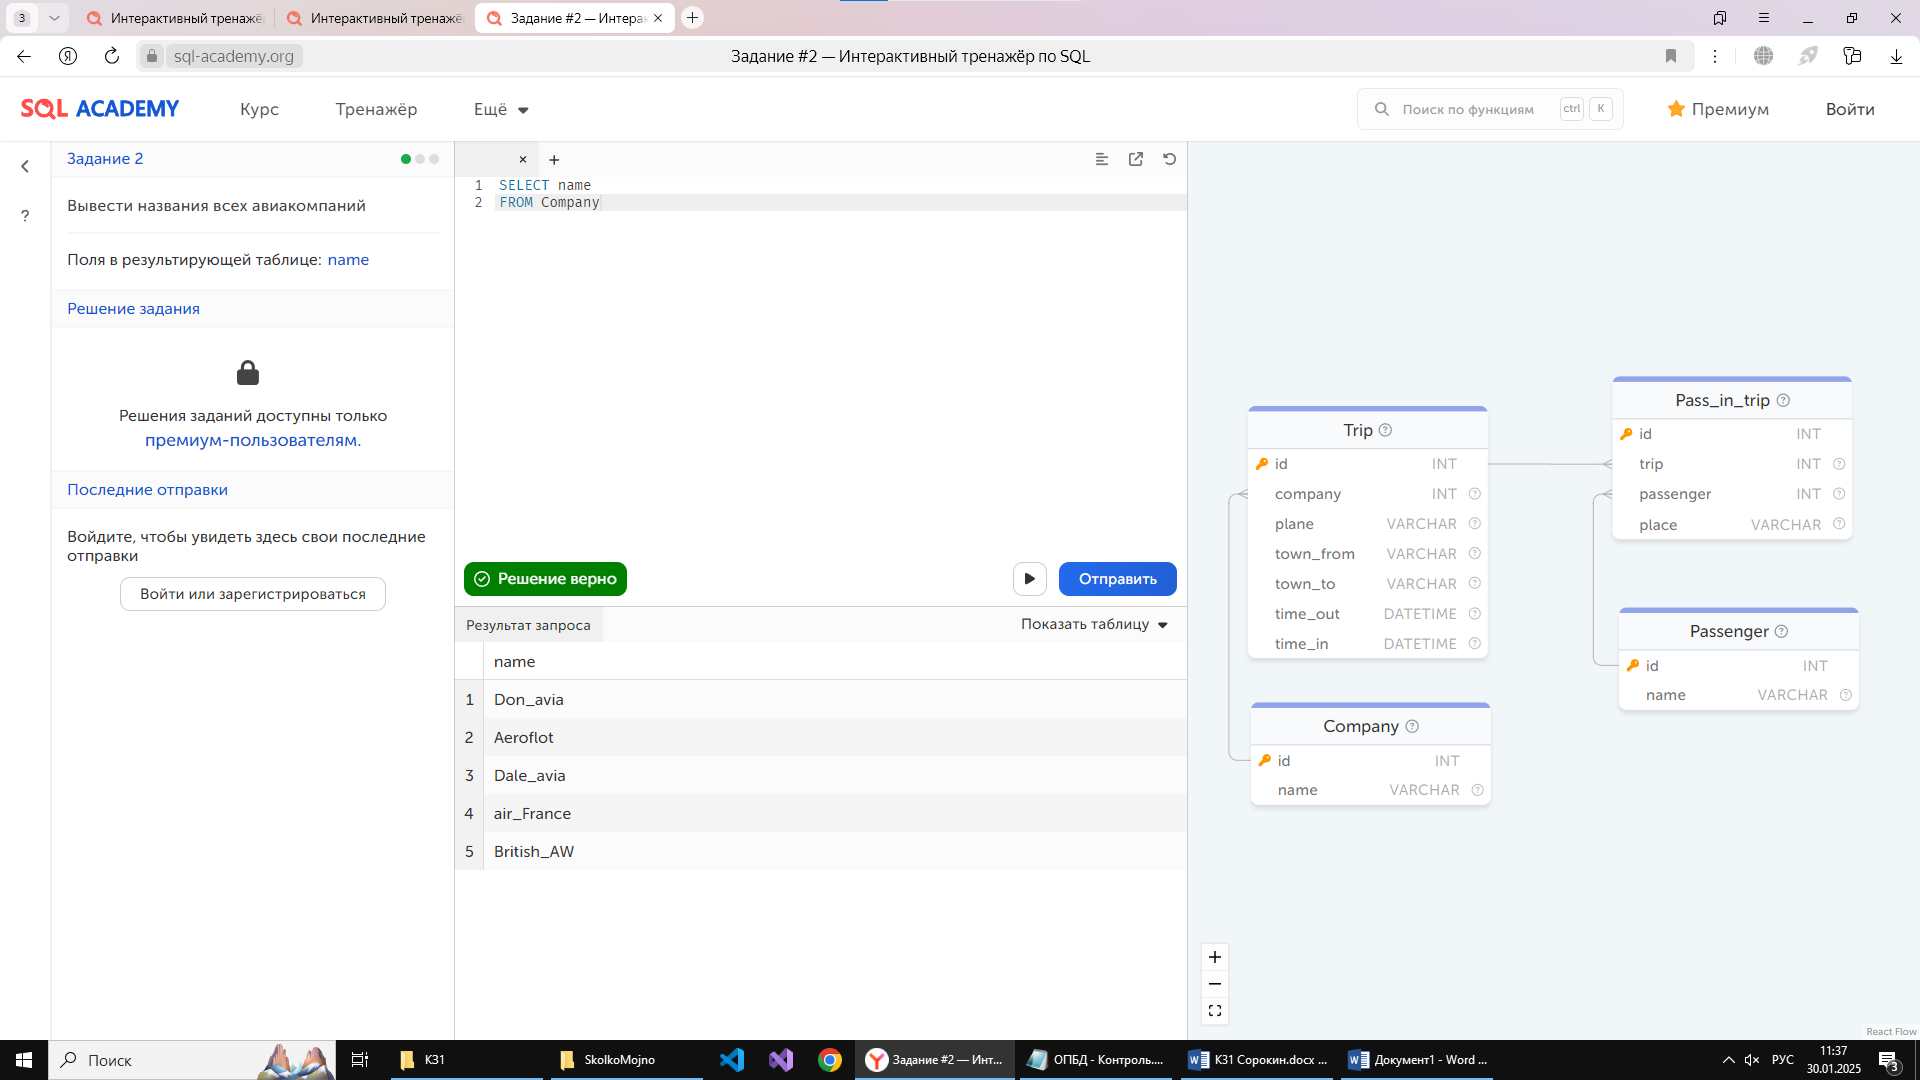 3
Интерактивный тренажё
Интерактивный тренажё
Задание #2 — Интера
sql-academy.org
Задание #2 — Интерактивный тренажёр по SQL
SQL ACADEMY
Курс
Тренажёр
Ещё
Поиск по функциям
ctrl
K
Премиум
Войти
?
Задание 2
Вывести названия всех авиакомпаний
Поля в результирующей таблице: name
Решение задания
Решения заданий доступны только
премиум-пользователям.
Последние отправки
Войдите, чтобы увидеть здесь свои последние
отправки
Войти или зарегистрироваться
1 SELECT name
2 FROM Company
Решение верно
Отправить
Результат запроса
Показать таблицу
name
1 Don_avia
2 Aeroflot
3 Dale_avia
4 air_France
5 British_AW
Trip
id INT
company INT
plane VARCHAR
town_from VARCHAR
town_to VARCHAR
time_out DATETIME
time_in DATETIME
Company
id INT
name VARCHAR
Pass_in_trip
id INT
trip INT
passenger INT
place VARCHAR
Passenger
id INT
name VARCHAR
React Flow
Поиск
К31
SkolkoMojno
Задание #2 — Инт...
ОПБД - Контроль....
К31 Сорокин.docx ...
Документ1 - Word ...
РУС
11:37
30.01.2025
3